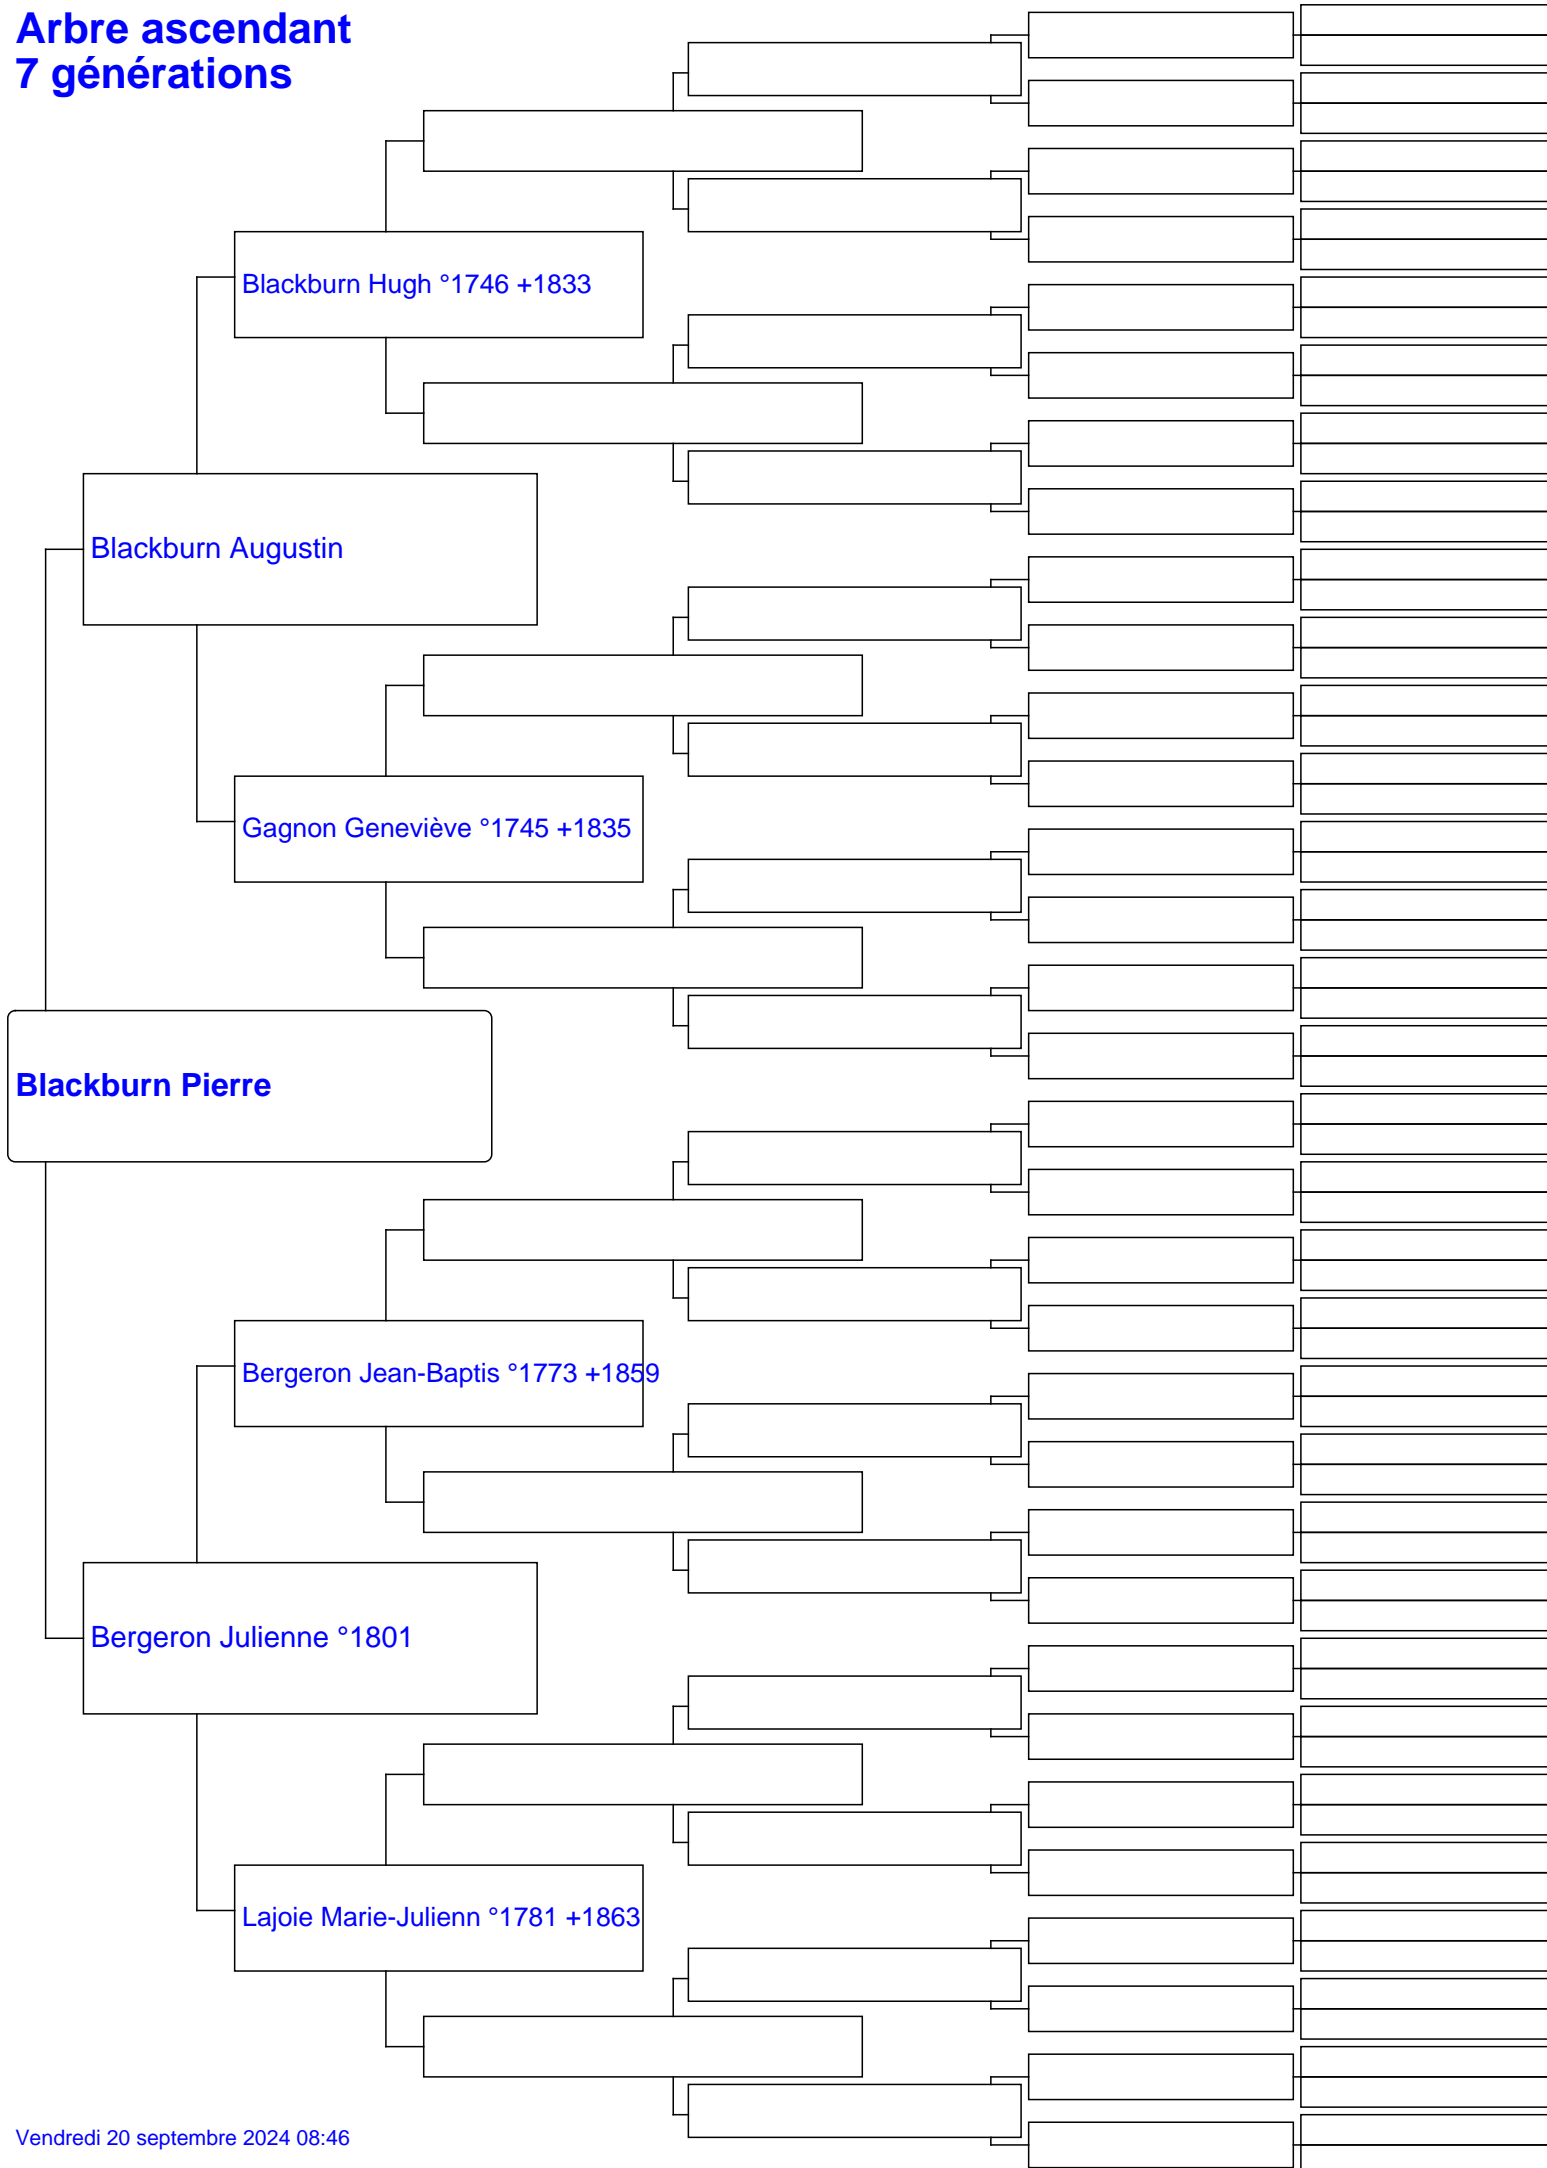 Arbre ascendant
7 générations
Blackburn Hugh °1746 +1833
Blackburn Augustin
Gagnon Geneviève °1745 +1835
Blackburn Pierre
Bergeron Jean-Baptis °1773 +1859
Bergeron Julienne °1801
Lajoie Marie-Julienn °1781 +1863
Vendredi 20 septembre 2024 08:46